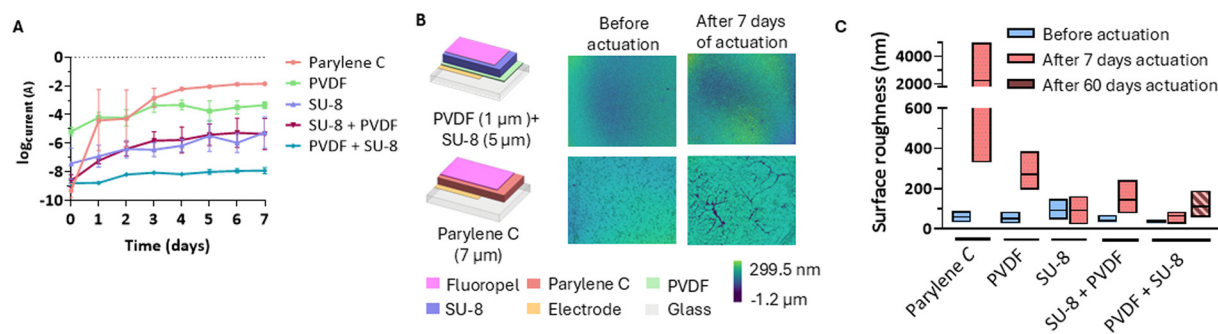 A
0
-2
-4
-6
-8
-10
log current (A)
0 1 2 3 4 5 6 7
Time (days)
Parylene C
PVDF
SU-8
SU-8 + PVDF
PVDF + SU-8
B
Before
actuation
After 7 days
of actuation
PVDF (1 µm )+
SU-8 (5 µm)
Parylene C
(7 µm)
Fluoropel
Parylene C
PVDF
SU-8
Electrode
Glass
299.5 nm
-1.2 µm
C
Before actuation
After 7 days actuation
After 60 days actuation
Surface roughness (nm)
4000
2000
600
400
200
0
Parylene C
PVDF
SU-8
SU-8 + PVDF
PVDF + SU-8